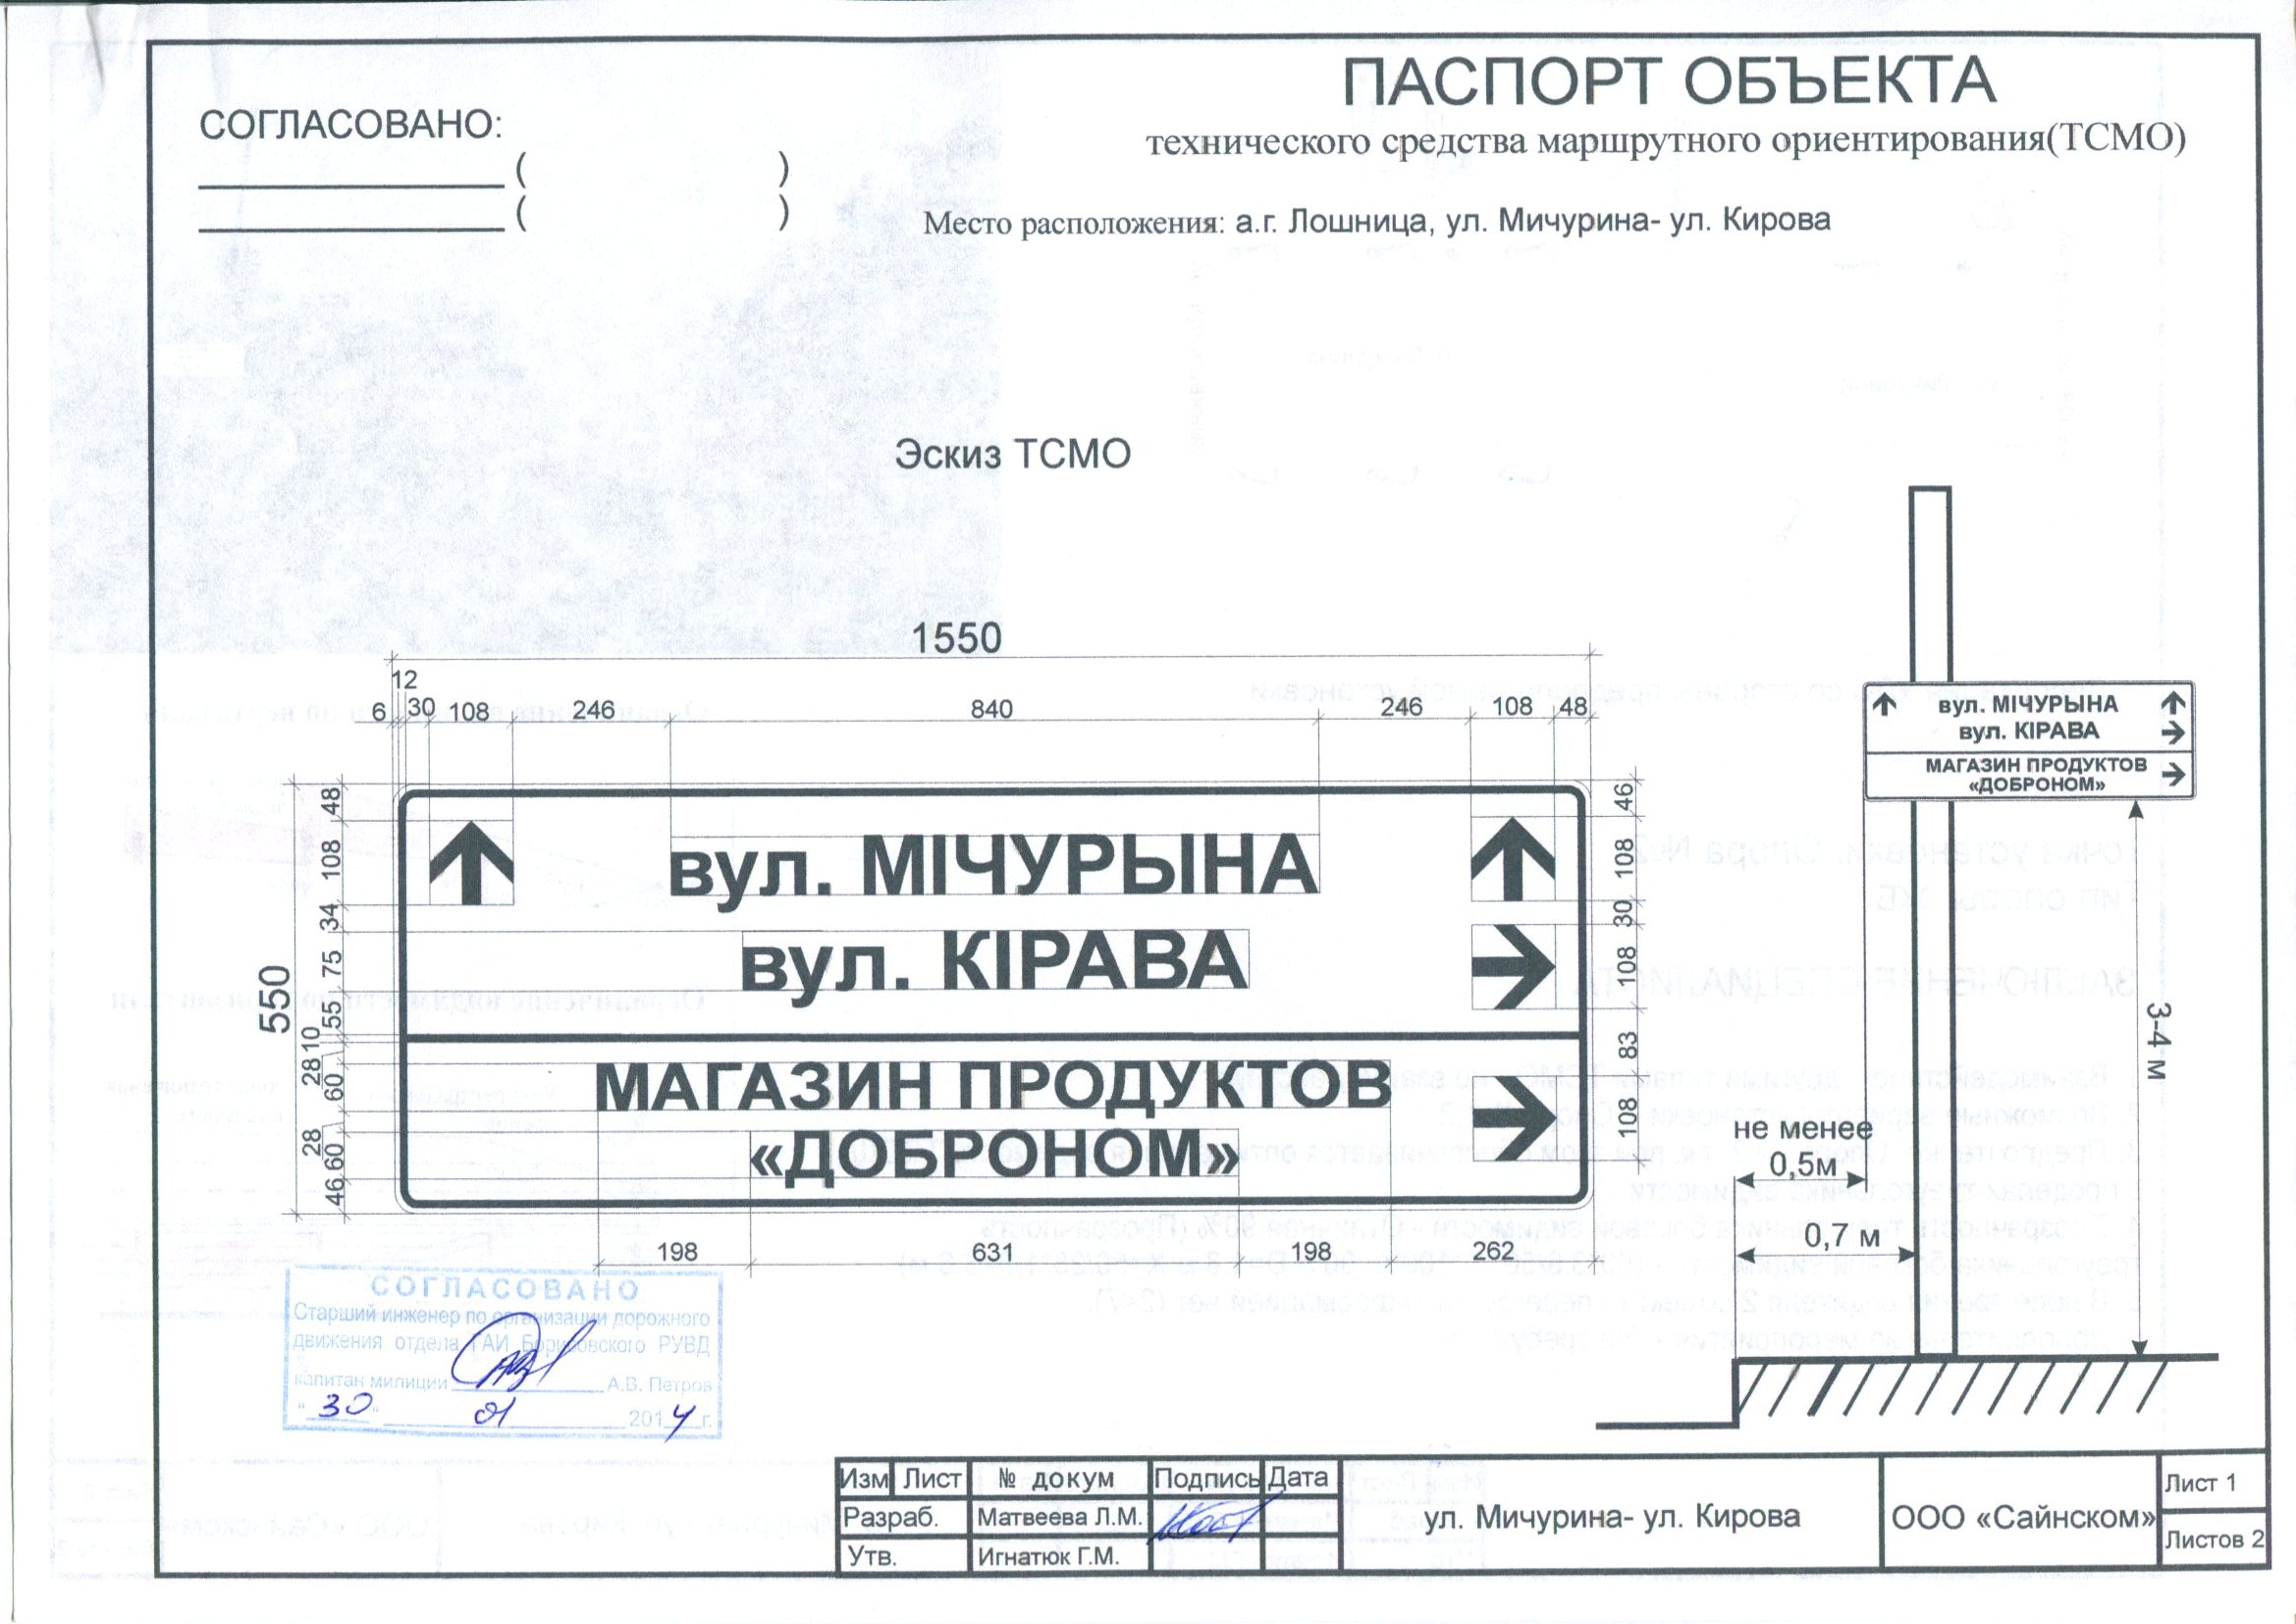 ПАСПОРТ ОБЪЕКТА
технического средства маршрутного ориентирования(ТСМО)
СОГЛАСОВАНО:
( )
( )
Место расположения: а.г. Лошница, ул. Мичурина- ул. Кирова
Эскиз ТСМО
1550
12
6 30 108 246 840 246 108 48
550
48 108 34 75 55 10 28 60 28 60 46
вул. МІЧУРЫНА
вул. КІРАВА
МАГАЗИН ПРОДУКТОВ
«ДОБРОНОМ»
46 108 30 108 83 108
198 631 198 262
вул. МІЧУРЫНА
вул. КІРАВА
МАГАЗИН ПРОДУКТОВ
«ДОБРОНОМ»
3-4 м
не менее
0,5м
0,7 м
СОГЛАСОВАНО
Старший инженер по организации дорожного
движения отдела ГАИ Борисовского РУВД
капитан милиции А.В. Петров
" 30 " 01 2014 г.
Изм Лист № докум Подпись Дата
Разраб. Матвеева Л.М.
Утв. Игнатюк Г.М.
ул. Мичурина- ул. Кирова
ООО «Сайнском»
Лист 1
Листов 2